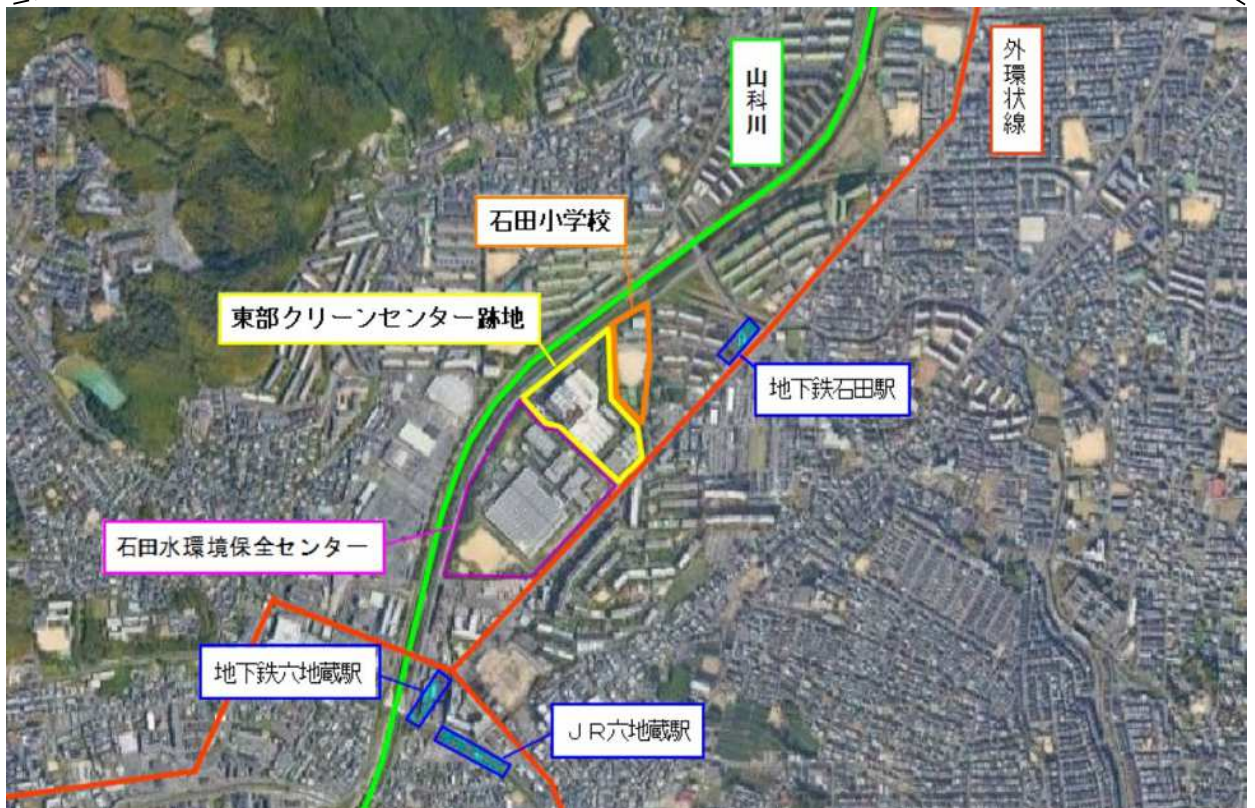 山科川
外環状線
石田小学校
東部クリーンセンター跡地
地下鉄石田駅
石田水環境保全センター
地下鉄六地蔵駅
ＪＲ六地蔵駅